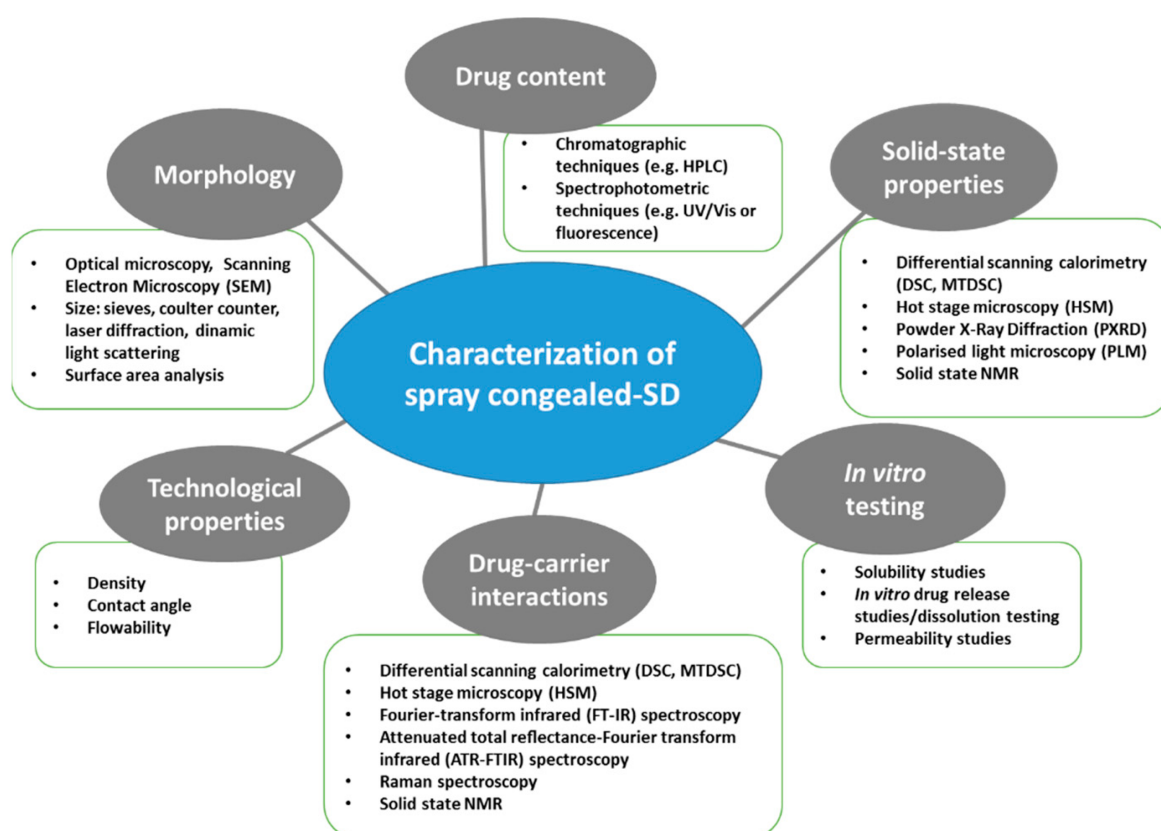 Drug content
• Chromatographic
techniques (e.g. HPLC)
• Spectrophotometric
techniques (e.g. UV/Vis or
fluorescence)
Morphology
• Optical microscopy, Scanning
Electron Microscopy (SEM)
• Size: sieves, coulter counter,
laser diffraction, dinamic
light scattering
• Surface area analysis
Solid-state
properties
• Differential scanning calorimetry
(DSC, MTDSC)
• Hot stage microscopy (HSM)
• Powder X-Ray Diffraction (PXRD)
• Polarised light microscopy (PLM)
• Solid state NMR
Characterization of
spray congealed-SD
Technological
properties
• Density
• Contact angle
• Flowability
Drug-carrier
interactions
• Differential scanning calorimetry (DSC, MTDSC)
• Hot stage microscopy (HSM)
• Fourier-transform infrared (FT-IR) spectroscopy
• Attenuated total reflectance-Fourier transform
infrared (ATR-FTIR) spectroscopy
• Raman spectroscopy
• Solid state NMR
In vitro
testing
• Solubility studies
• In vitro drug release
studies/dissolution testing
• Permeability studies